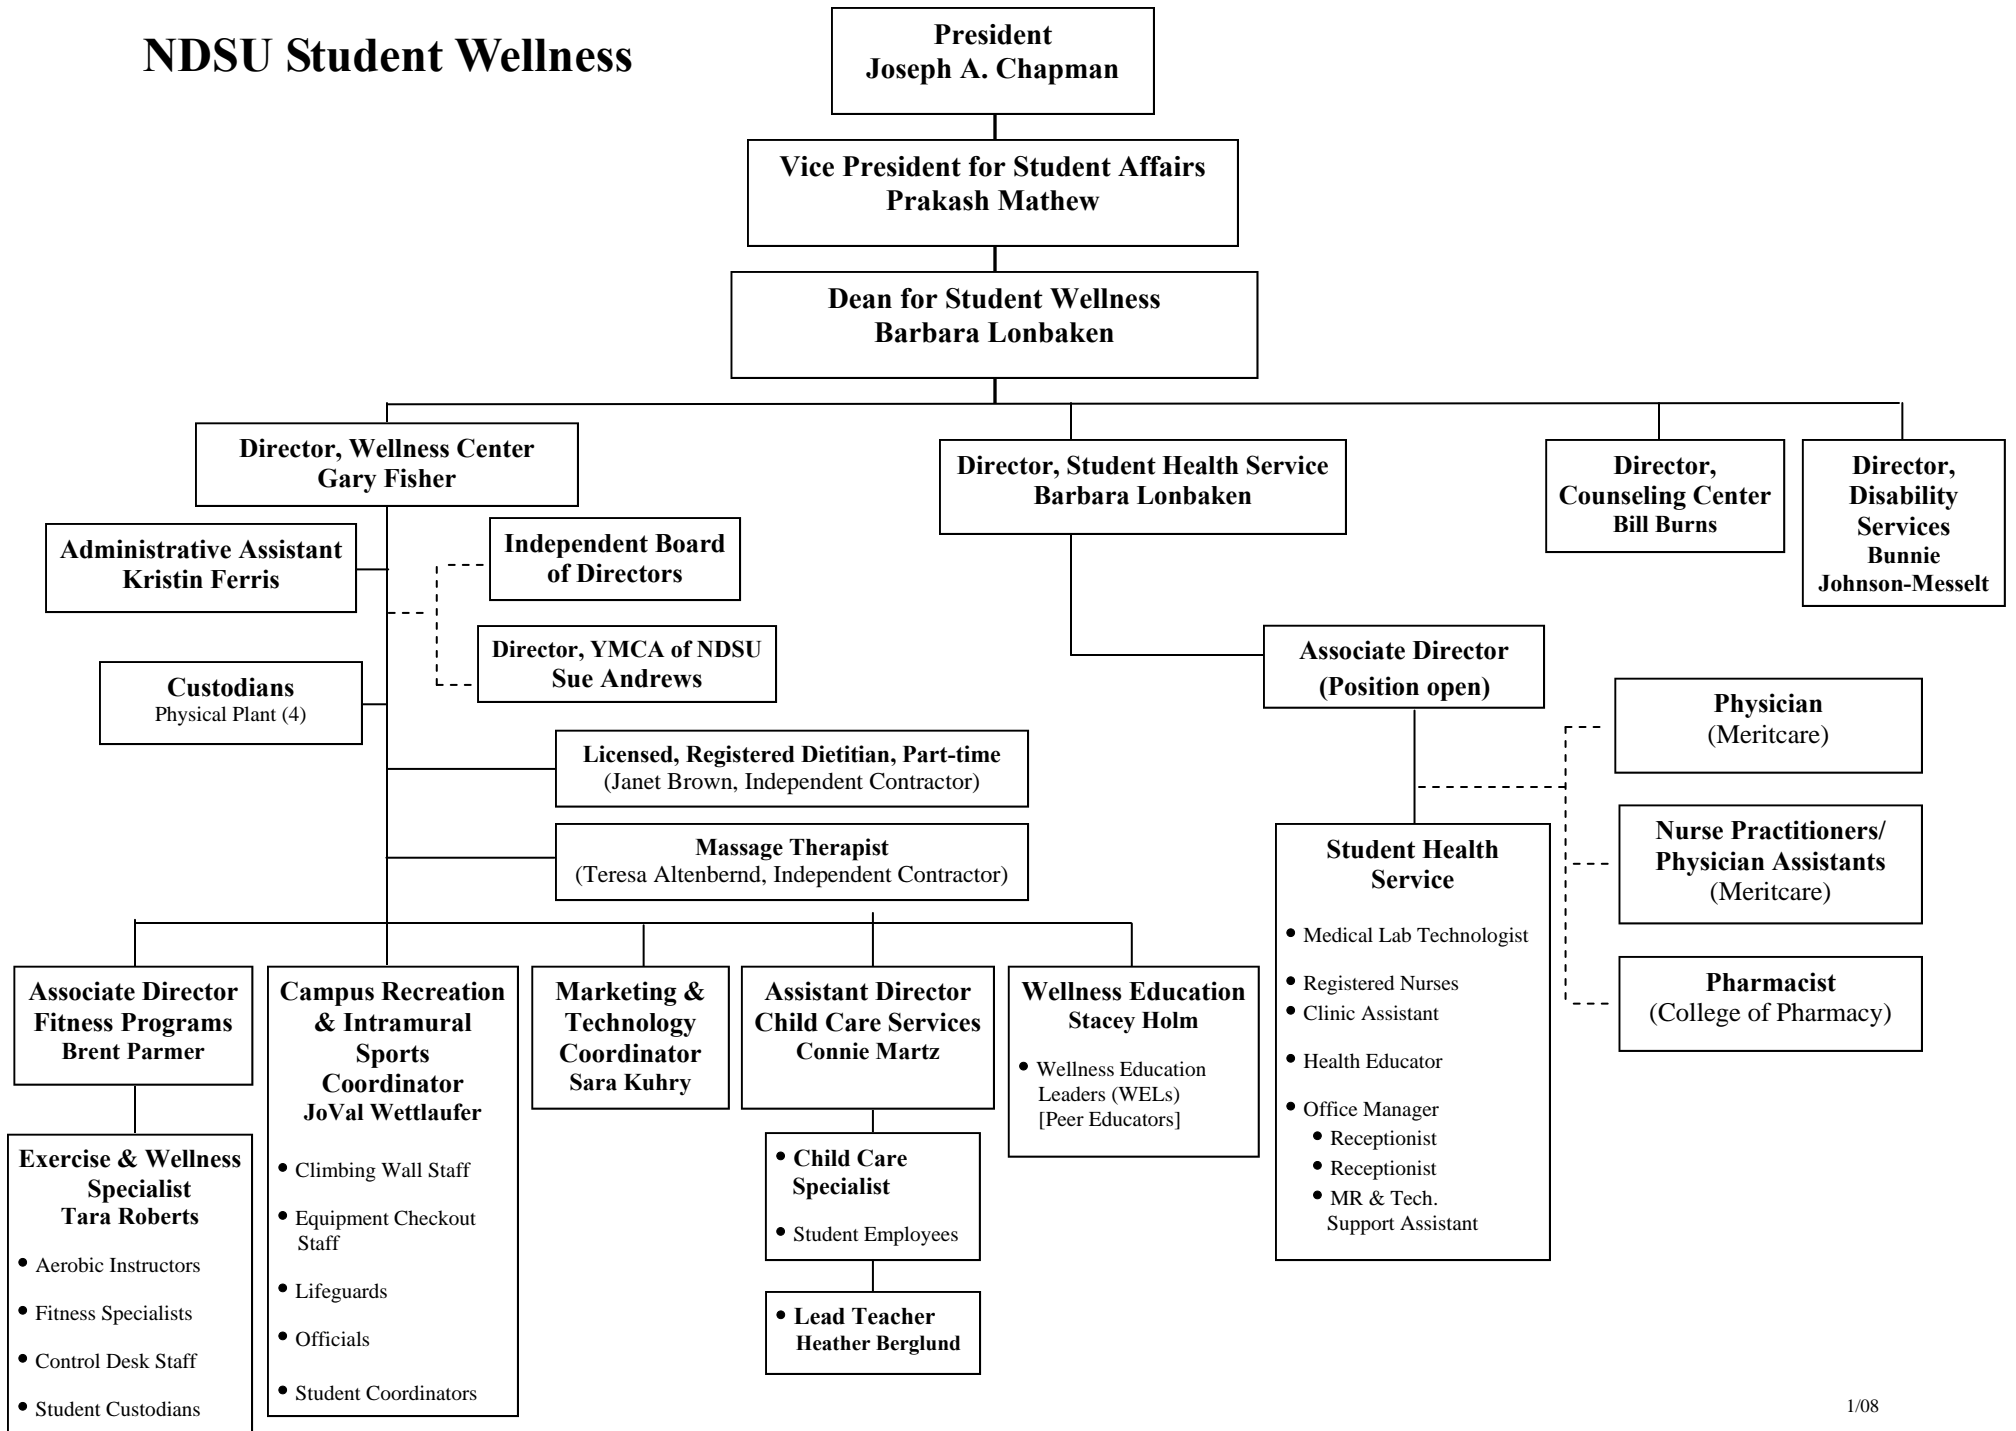 NDSU Student Wellness
President
Joseph A. Chapman
Vice President for Student Affairs
Prakash Mathew
Dean for Student Wellness
Barbara Lonbaken
Director, Wellness Center
Gary Fisher
Director, Student Health Service
Barbara Lonbaken
Director,
Counseling Center
Bill Burns
Director,
Disability
Services
Bunnie
Johnson-Messelt
Administrative Assistant
Kristin Ferris
Independent Board
of Directors
Director, YMCA of NDSU
Sue Andrews
Custodians
Physical Plant (4)
Associate Director
(Position open)
Licensed, Registered Dietitian, Part-time
(Janet Brown, Independent Contractor)
Massage Therapist
(Teresa Altenbernd, Independent Contractor)
Physician
(Meritcare)
Nurse Practitioners/
Physician Assistants
(Meritcare)
Pharmacist
(College of Pharmacy)
Student Health
Service
• Medical Lab Technologist
• Registered Nurses
• Clinic Assistant
• Health Educator
• Office Manager
• Receptionist
• Receptionist
• MR & Tech.
Support Assistant
Associate Director
Fitness Programs
Brent Parmer
Exercise & Wellness
Specialist
Tara Roberts
• Aerobic Instructors
• Fitness Specialists
• Control Desk Staff
• Student Custodians
Campus Recreation
& Intramural
Sports
Coordinator
JoVal Wettlaufer
• Climbing Wall Staff
• Equipment Checkout
Staff
• Lifeguards
• Officials
• Student Coordinators
Marketing &
Technology
Coordinator
Sara Kuhry
Assistant Director
Child Care Services
Connie Martz
• Child Care
Specialist
• Student Employees
• Lead Teacher
Heather Berglund
Wellness Education
Stacey Holm
• Wellness Education
Leaders (WELs)
[Peer Educators]
1/08